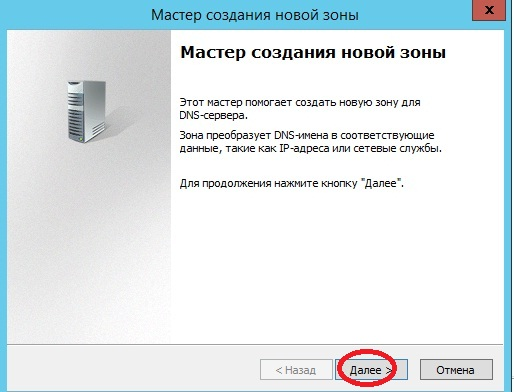 Мастер создания новой зоны
x
Мастер создания новой зоны
Этот мастер помогает создать новую зону для
DNS-сервера.
Зона преобразует DNS-имена в соответствующие
данные, такие как IP-адреса или сетевые службы.
Для продолжения нажмите кнопку "Далее".
< Назад Далее > Отмена